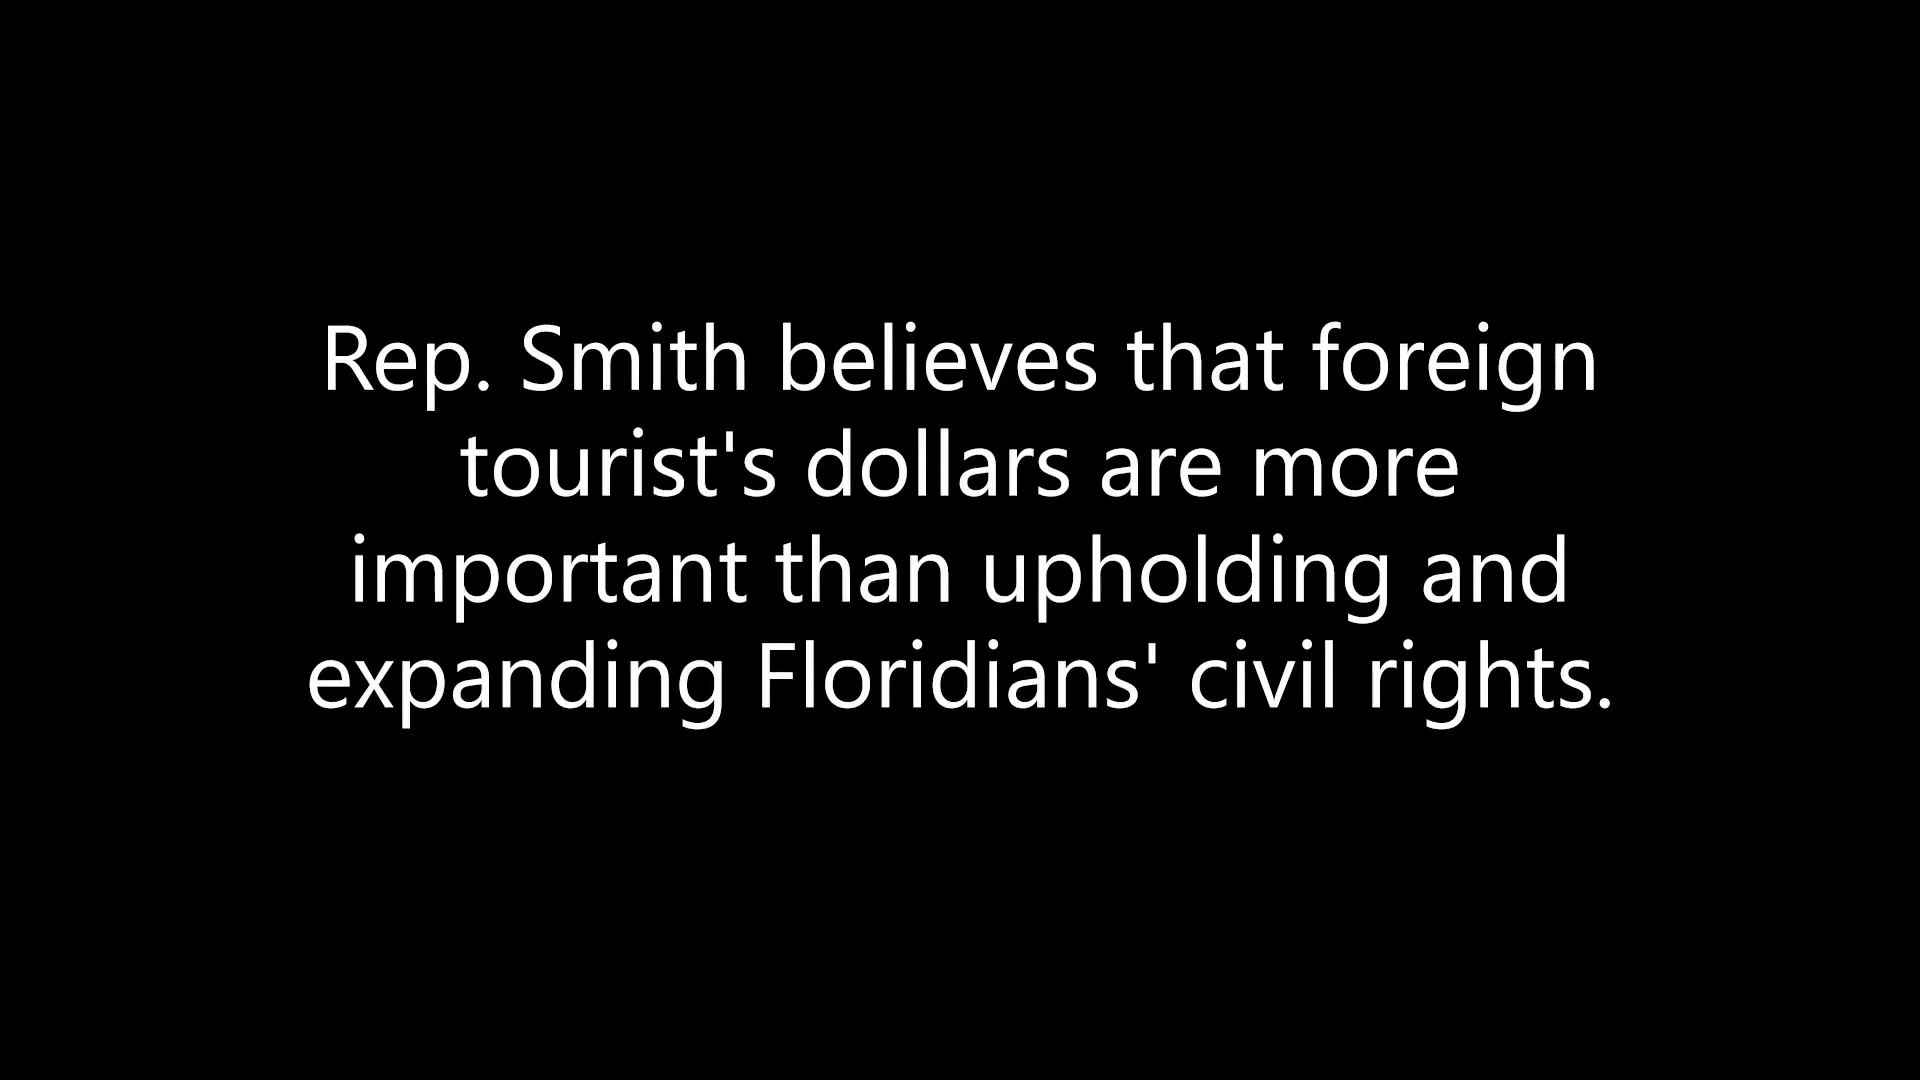 Rep. Smith believes that foreign
tourist's dollars are more
important than upholding and
expanding Floridians' civil rights.